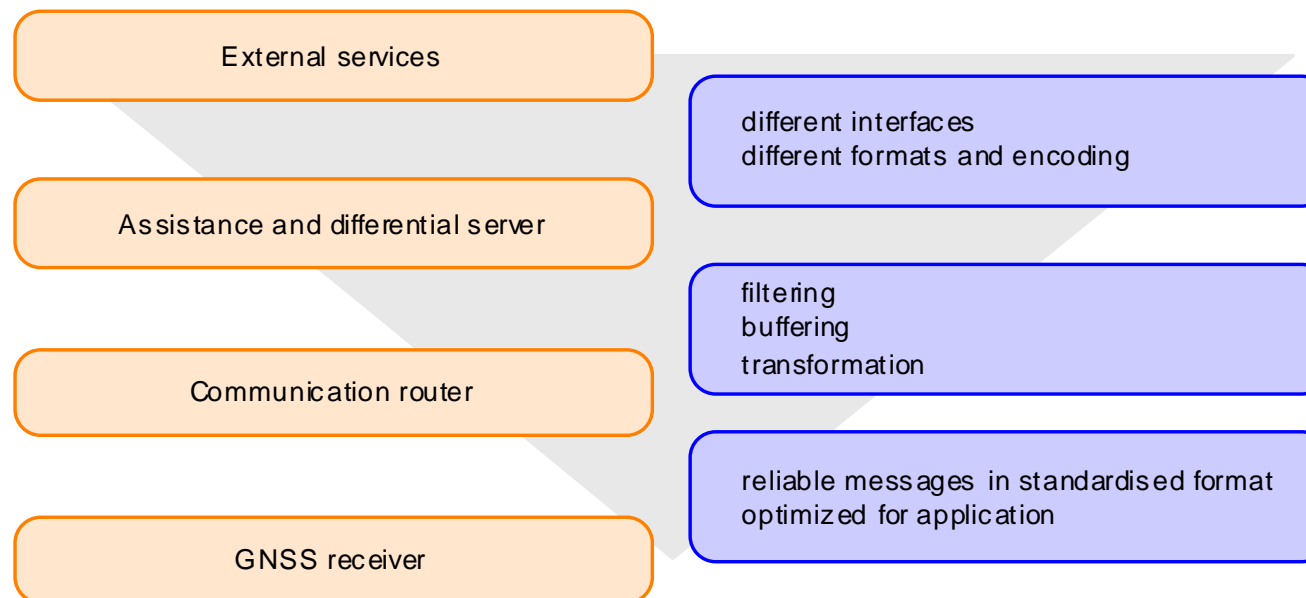 External services
different interfaces
different formats and encoding
Assistance and differential server
filtering
buffering
transformation
Communication router
reliable messages in standardised format
optimized for application
GNSS receiver